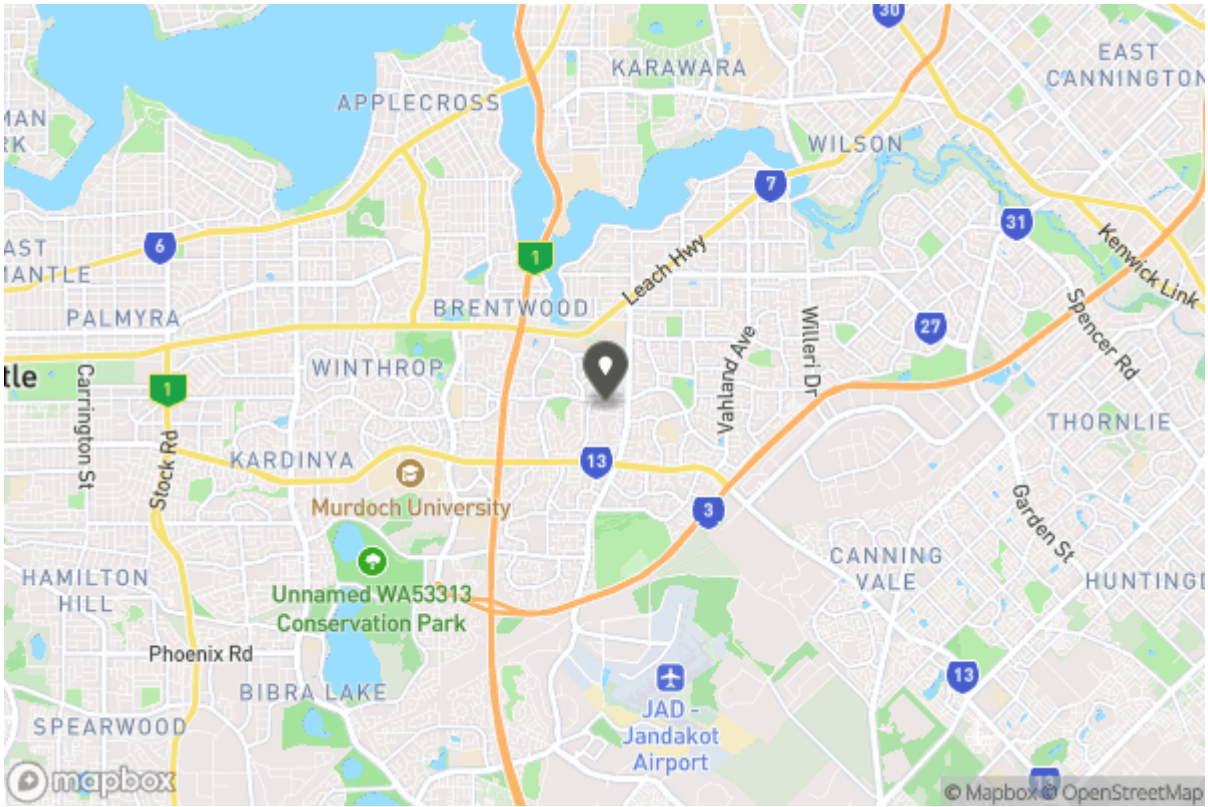 30
EAST
CANNINGTON
KARAWARA
APPLECROSS
MAN
RK
WILSON
7
31
6
AST
MANTLE
1
Leach Hwy
Kenwick Link
BRENTWOOD
PALMYRA
27
Spencer Rd
Willeri Dr
Vahland Ave
WINTHROP
tle
1
Carrington St
Stock Rd
THORNLIE
KARDINYA
13
Murdoch University
3
Garden St
CANNING
VALE
HAMILTON
HILL
HUNTINGD
Unnamed WA53313
Conservation Park
Phoenix Rd
13
BIBRA LAKE
JAD -
Jandakot
Airport
SPEARWOOD
mapbox
13
© Mapbox © OpenStreetMap